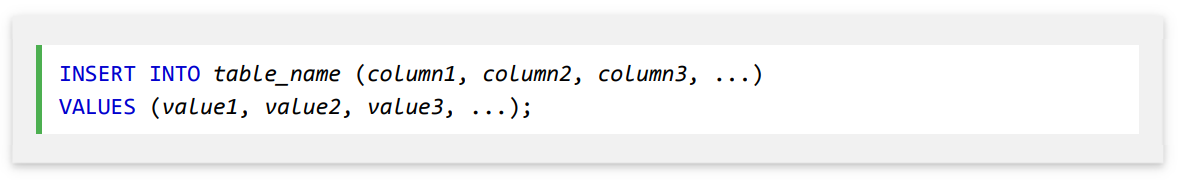 INSERT INTO table_name (column1, column2, column3, ...)
VALUES (value1, value2, value3, ...);